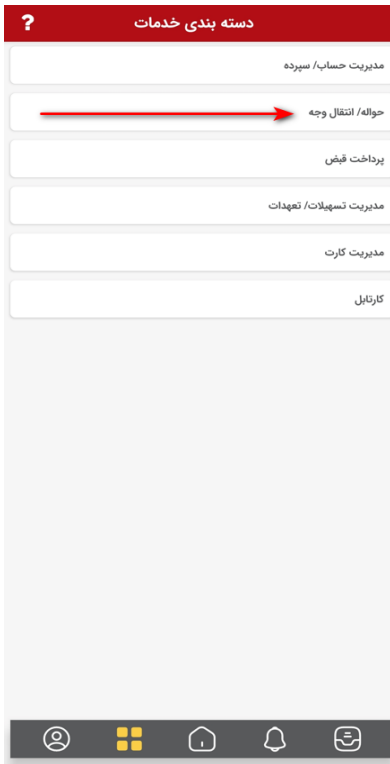 دسته بندی خدمات
?
مدیریت حساب/ سپرده
حواله/ انتقال وجه
پرداخت قبض
مدیریت تسهیلات/ تعهدات
مدیریت کارت
کارتابل